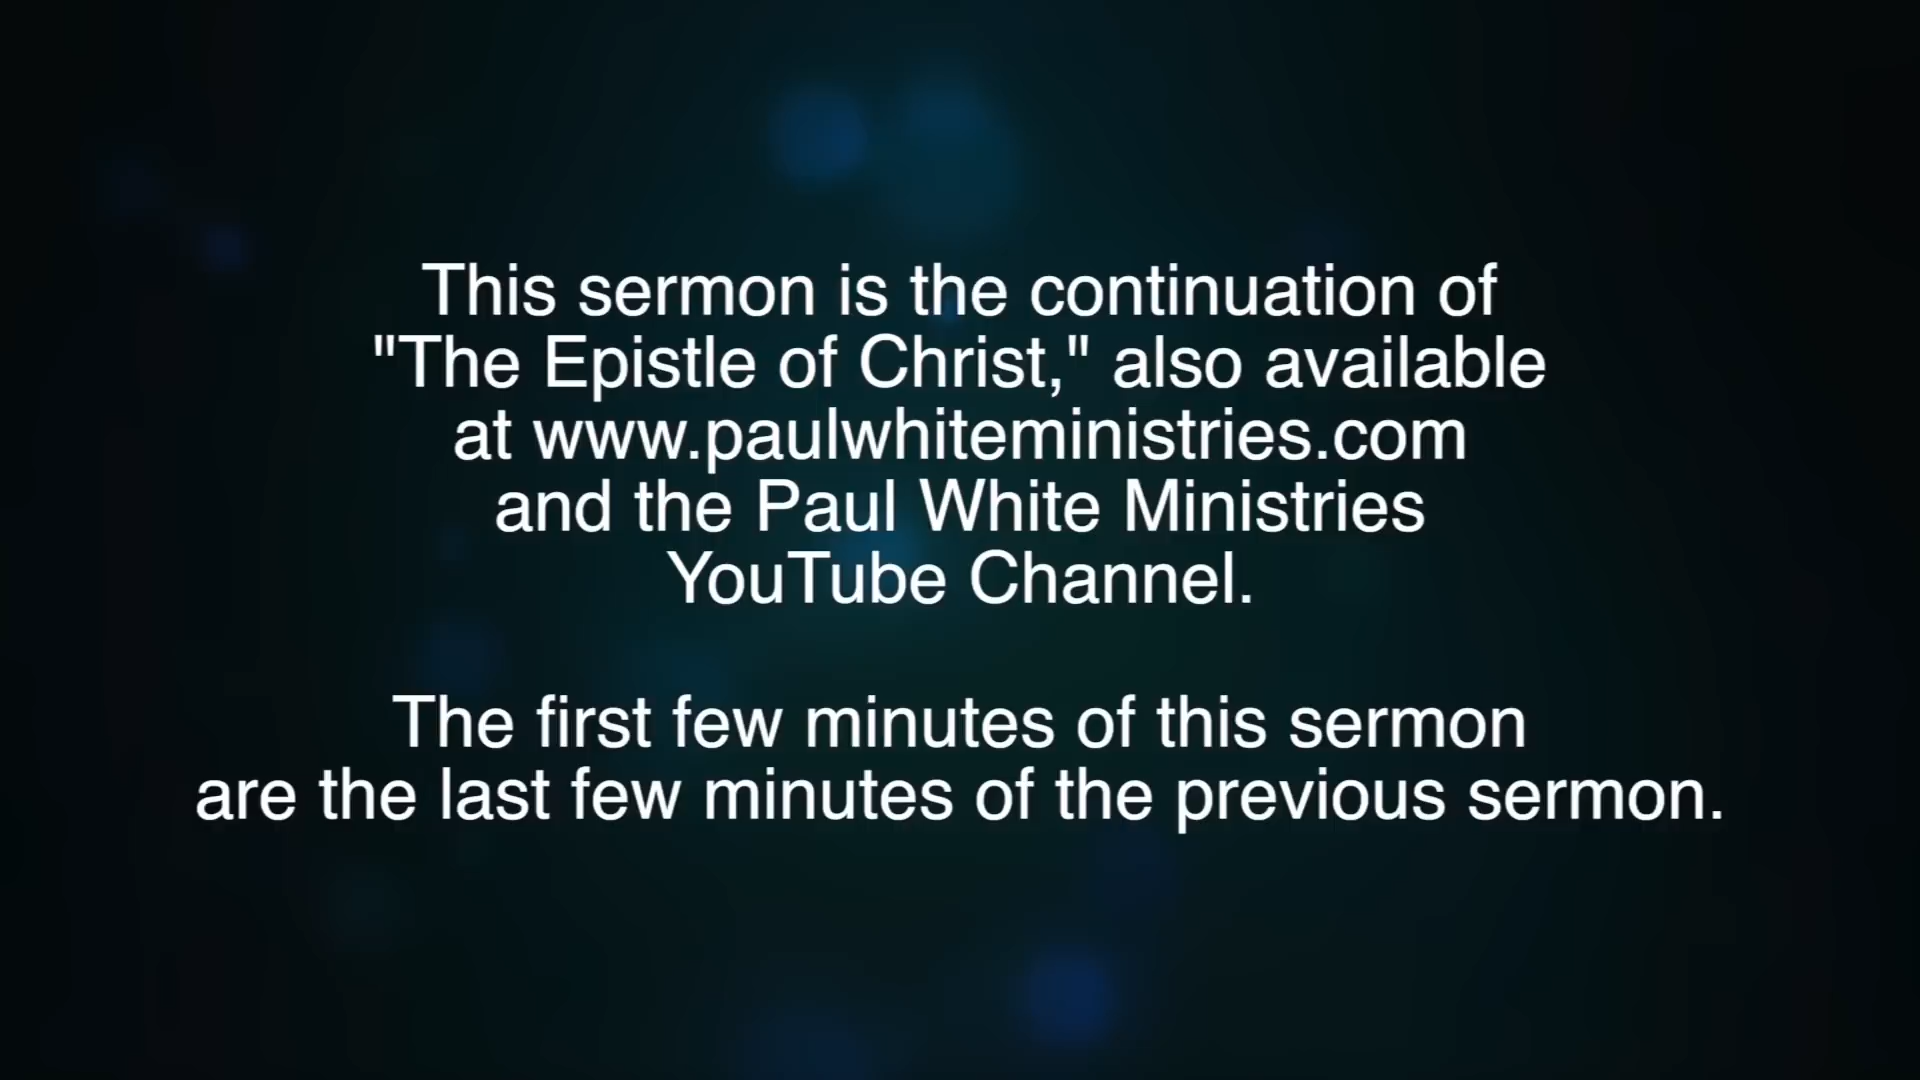 This sermon is the continuation of
"The Epistle of Christ," also available
at www.paulwhiteministries.com
and the Paul White Ministries
YouTube Channel.
The first few minutes of this sermon
are the last few minutes of the previous sermon.